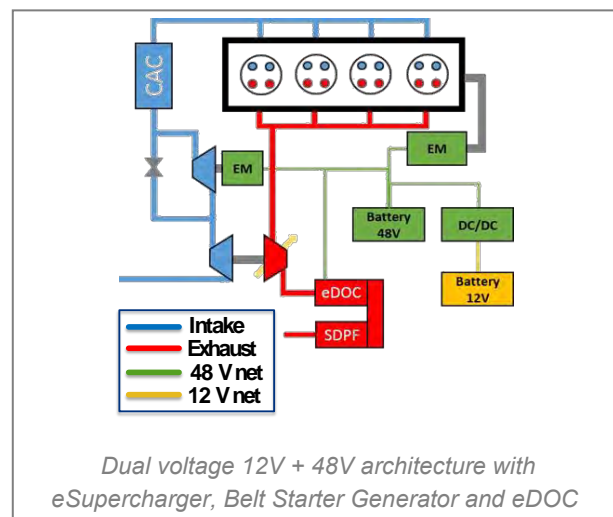 CAC
EM
EM
Battery
48V
DC/DC
Battery
12V
eDOC
SDPF
Intake
Exhaust
48 V net
12 V net
Dual voltage 12V + 48V architecture with
eSupercharger, Belt Starter Generator and eDOC